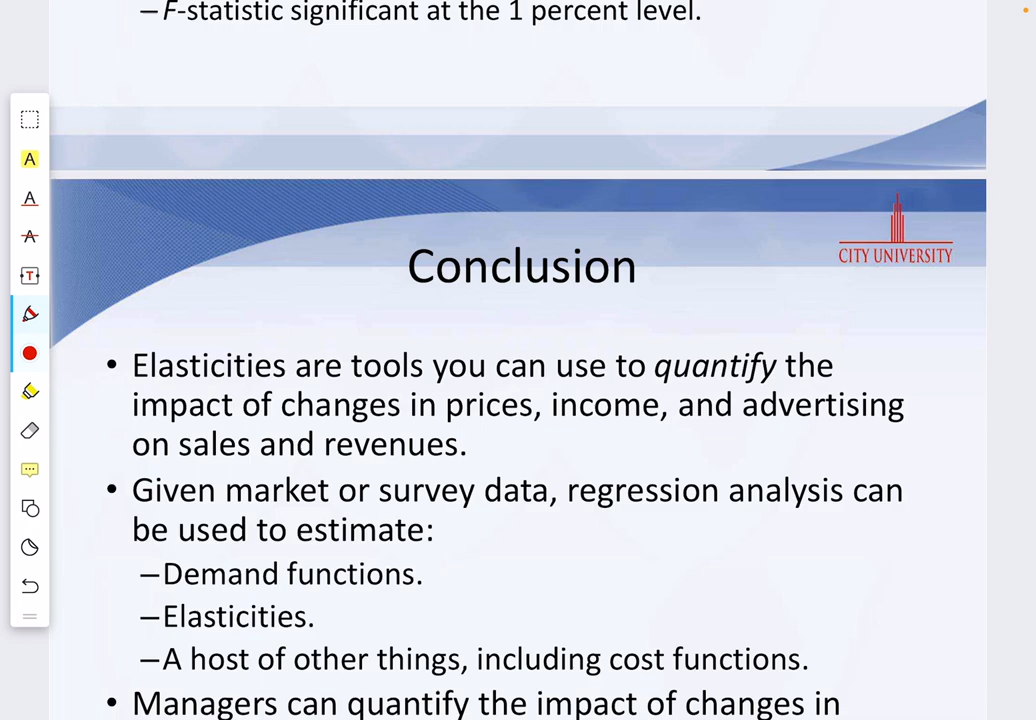 – F-statistic significant at the 1 percent level.
CITY UNIVERSITY
Conclusion
• Elasticities are tools you can use to quantify the
impact of changes in prices, income, and advertising
on sales and revenues.
• Given market or survey data, regression analysis can
be used to estimate:
–Demand functions.
–Elasticities.
–A host of other things, including cost functions.
• Managers can quantify the impact of changes in
A
A
A
T